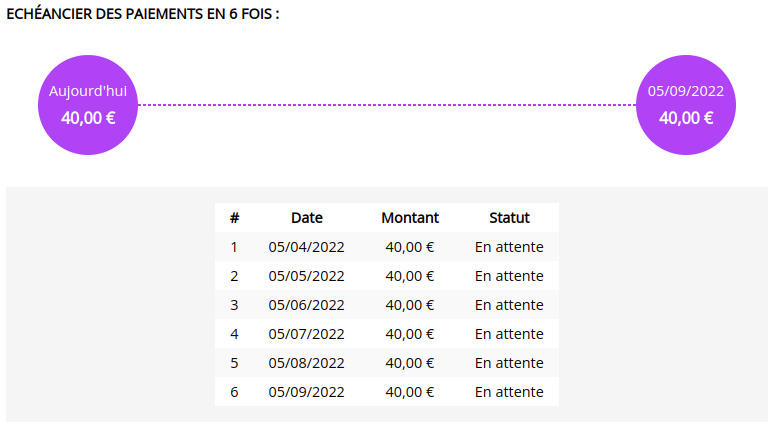 ECHÉANCIER DES PAIEMENTS EN 6 FOIS :
Aujourd'hui
40,00 €
05/09/2022
40,00 €
# Date Montant Statut
1 05/04/2022 40,00 € En attente
2 05/05/2022 40,00 € En attente
3 05/06/2022 40,00 € En attente
4 05/07/2022 40,00 € En attente
5 05/08/2022 40,00 € En attente
6 05/09/2022 40,00 € En attente